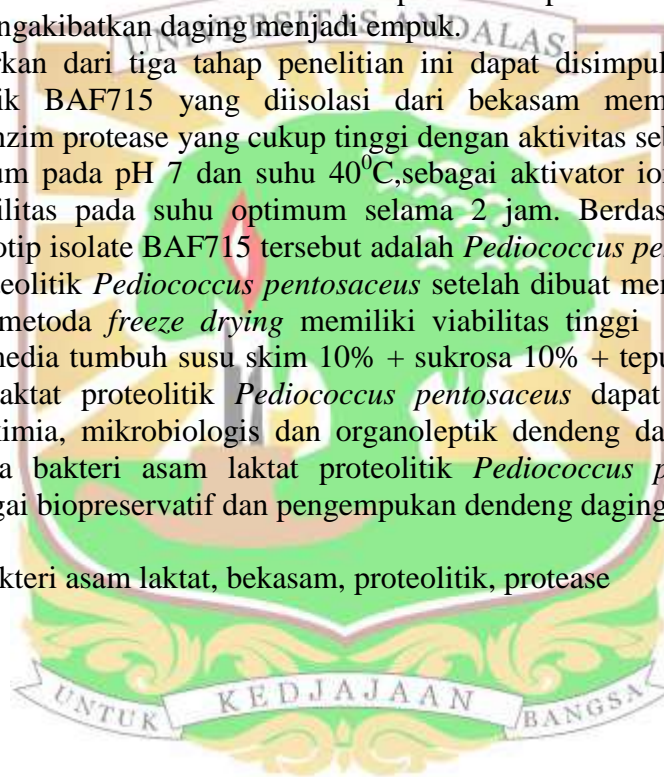 ngakibatkan daging menjadi empuk.
UNIVERSITAS ANDALAS
rkan dari tiga tahap penelitian ini dapat disimpul
ik BAF715 yang diisolasi dari bekasam mem
nzim protease yang cukup tinggi dengan aktivitas se
um pada pH 7 dan suhu 40⁰C,sebagai aktivator io
ilitas pada suhu optimum selama 2 jam. Berdas
otip isolate BAF715 tersebut adalah Pediococcus pe
eolitik Pediococcus pentosaceus setelah dibuat me
metoda freeze drying memiliki viabilitas tinggi
nedia tumbuh susu skim 10% + sukrosa 10% + tepu
aktat proteolitik Pediococcus pentosaceus dapat
kimia, mikrobiologis dan organoleptik dendeng da
a bakteri asam laktat proteolitik Pediococcus p
gai biopreservatif dan pengempukan dendeng daging
kteri asam laktat, bekasam, proteolitik, protease
UNTUK KEDJAJAAN BANGSA